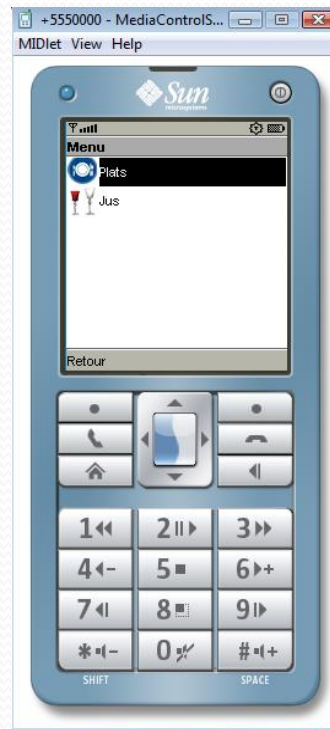 +5550000 - MediaControlS...
MIDlet View Help
Sun
microsystems
Menu
Plats
Jus
Retour
1
2
3
4 -
5
6 +
7
8
9
* -
0
# +
SHIFT
SPACE